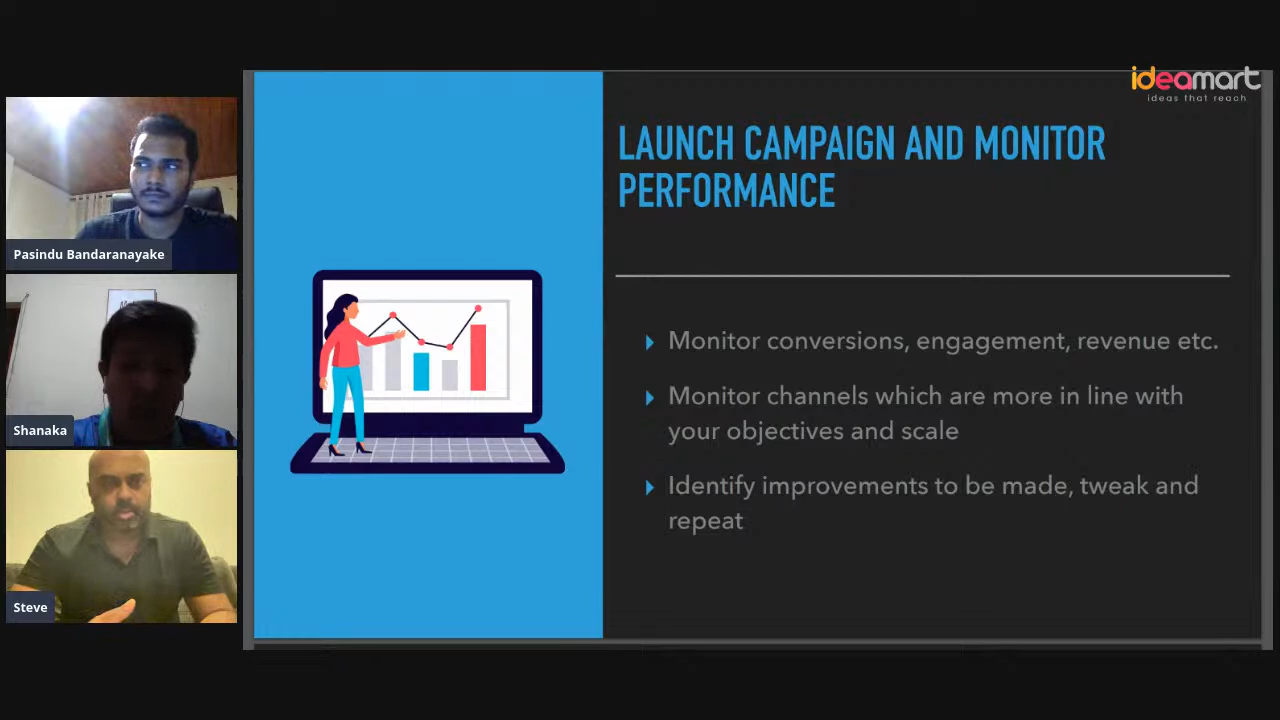 ideamart
ideas that reach
LAUNCH CAMPAIGN AND MONITOR
PERFORMANCE
Monitor conversions, engagement, revenue etc.
Monitor channels which are more in line with
your objectives and scale
Identify improvements to be made, tweak and
repeat
Pasindu Bandaranayake
Shanaka
Steve